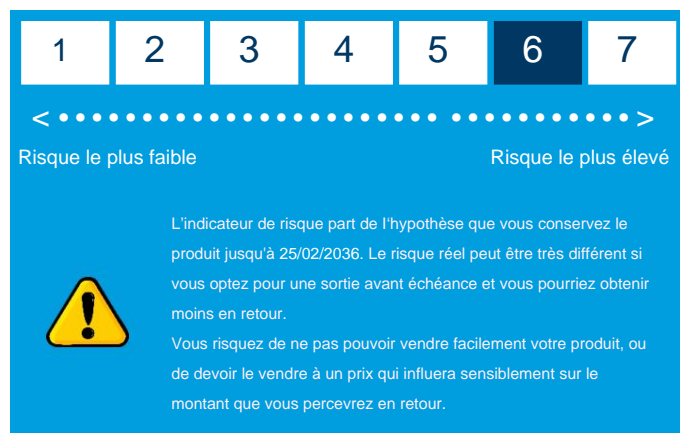 1 2 3 4 5 6 7
< •••••••••••••••••••••••• ••••••••••• >
Risque le plus faible Risque le plus élevé
L'indicateur de risque part de l'hypothèse que vous conservez le
produit jusqu'à 25/02/2036. Le risque réel peut être très différent si
vous optez pour une sortie avant échéance et vous pourriez obtenir
moins en retour.
Vous risquez de ne pas pouvoir vendre facilement votre produit, ou
de devoir le vendre à un prix qui influera sensiblement sur le
montant que vous percevrez en retour.